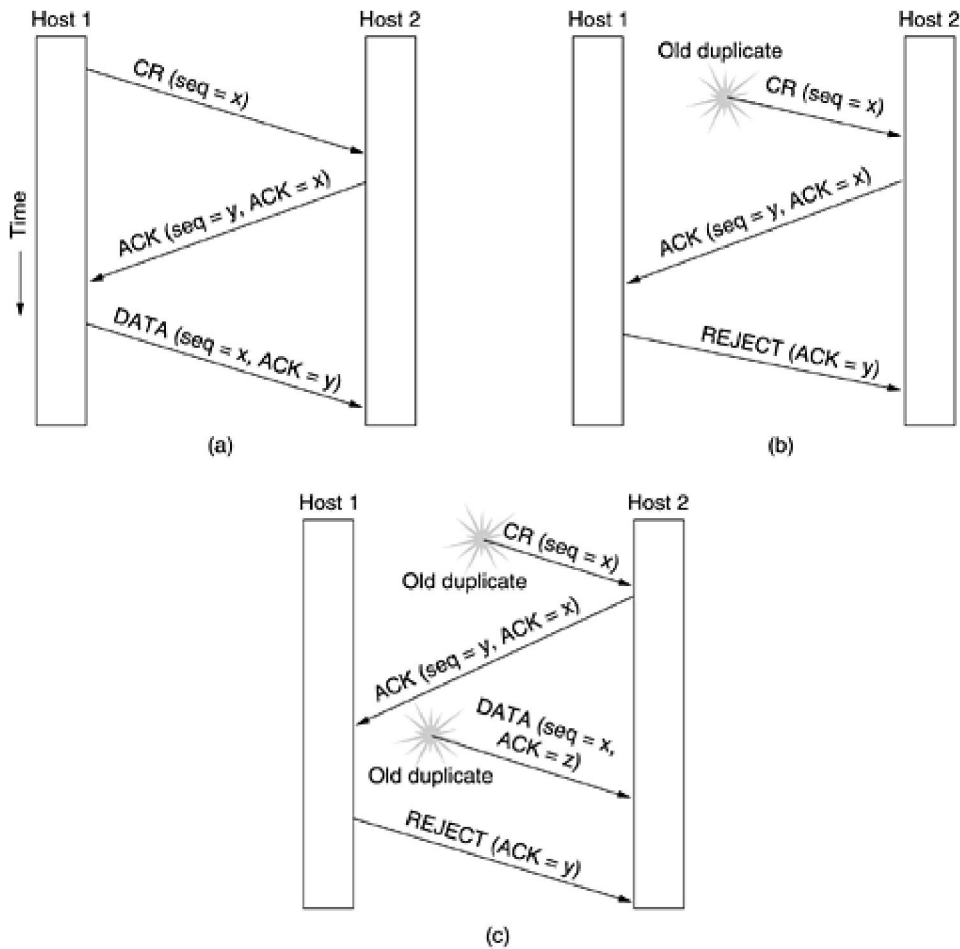 Host 1
Host 2
CR (seq = x)
ACK (seq = y, ACK = x)
DATA (seq = x, ACK = y)
Time
(a)
Host 1
Host 2
Old duplicate
CR (seq = x)
ACK (seq = y, ACK = x)
REJECT (ACK = y)
(b)
Host 1
Host 2
CR (seq = x)
Old duplicate
ACK (seq = y, ACK = x)
DATA (seq = x,
ACK = z)
Old duplicate
REJECT (ACK = y)
(c)